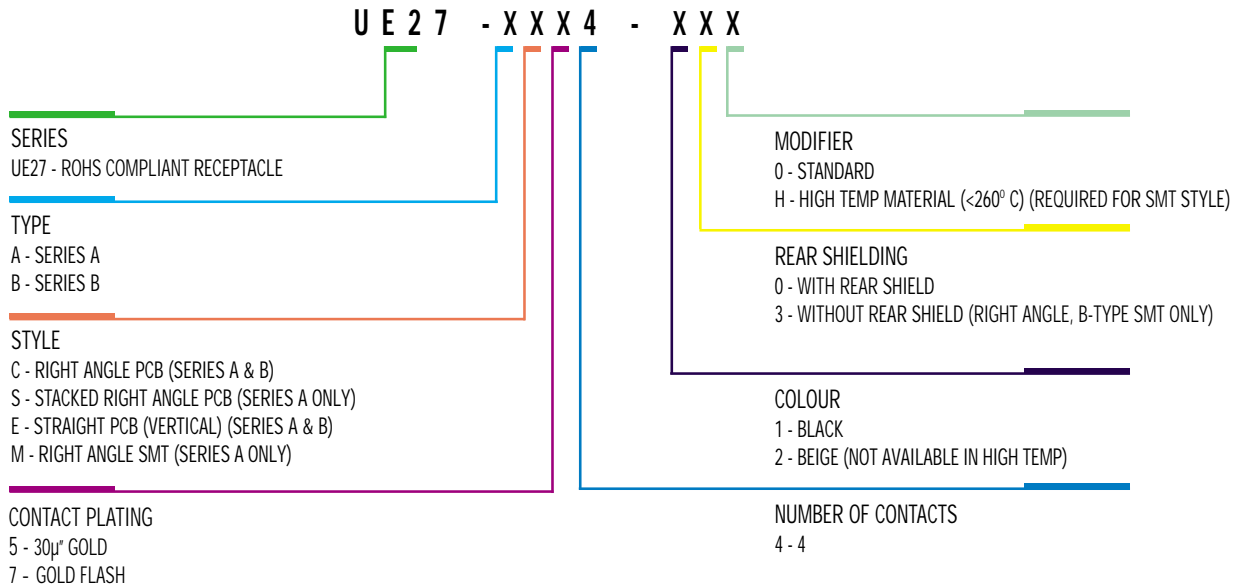 UE27 -XXX4 - XXX
SERIES
UE27 - ROHS COMPLIANT RECEPTACLE
TYPE
A - SERIES A
B - SERIES B
STYLE
C - RIGHT ANGLE PCB (SERIES A & B)
S - STACKED RIGHT ANGLE PCB (SERIES A ONLY)
E - STRAIGHT PCB (VERTICAL) (SERIES A & B)
M - RIGHT ANGLE SMT (SERIES A ONLY)
CONTACT PLATING
5 - 30µ" GOLD
7 - GOLD FLASH
MODIFIER
0 - STANDARD
H - HIGH TEMP MATERIAL (<260⁰ C) (REQUIRED FOR SMT STYLE)
REAR SHIELDING
0 - WITH REAR SHIELD
3 - WITHOUT REAR SHIELD (RIGHT ANGLE, B-TYPE SMT ONLY)
COLOUR
1 - BLACK
2 - BEIGE (NOT AVAILABLE IN HIGH TEMP)
NUMBER OF CONTACTS
4 - 4